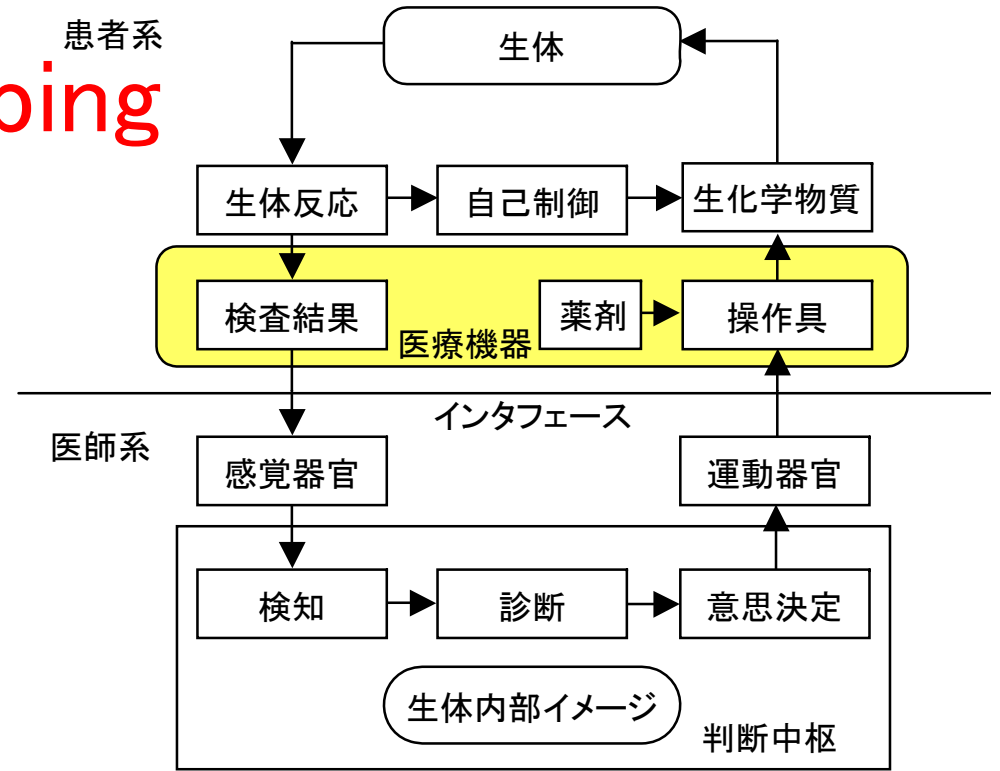 患者系
生体
ping
生体反応
自己制御
生化学物質
検査結果
薬剤
操作具
医療機器
インタフェース
医師系
感覚器官
運動器官
検知
診断
意思決定
生体内部イメージ
判断中枢